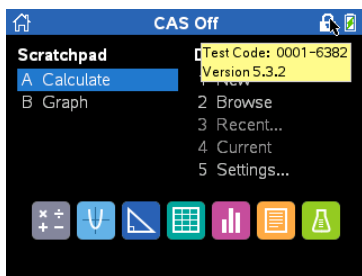 CAS Off
Scratchpad
A Calculate
B Graph
Test Code: 0001-6382
Version 5.3.2
1 New
2 Browse
3 Recent...
4 Current
5 Settings...